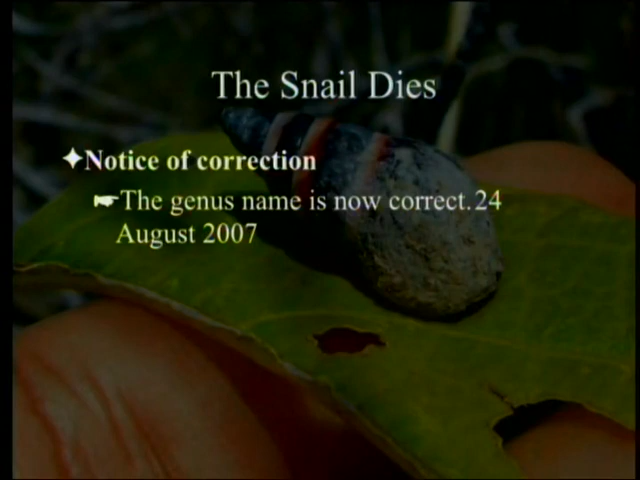 The Snail Dies
Notice of correction
The genus name is now correct. 24
August 2007